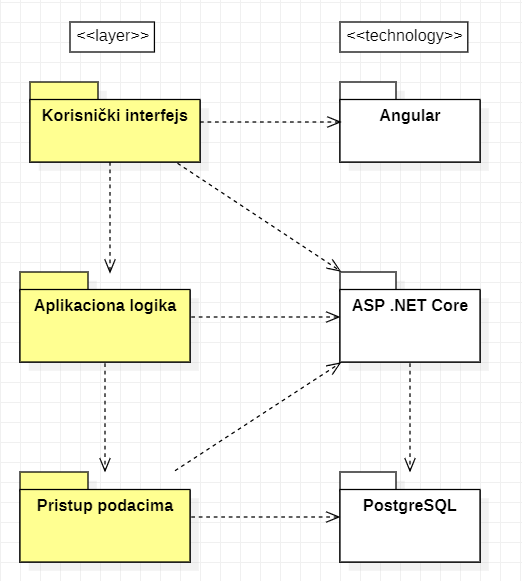 <<layer>>
<<technology>>
Korisnički interfejs
Angular
Aplikaciona logika
ASP .NET Core
Pristup podacima
PostgreSQL